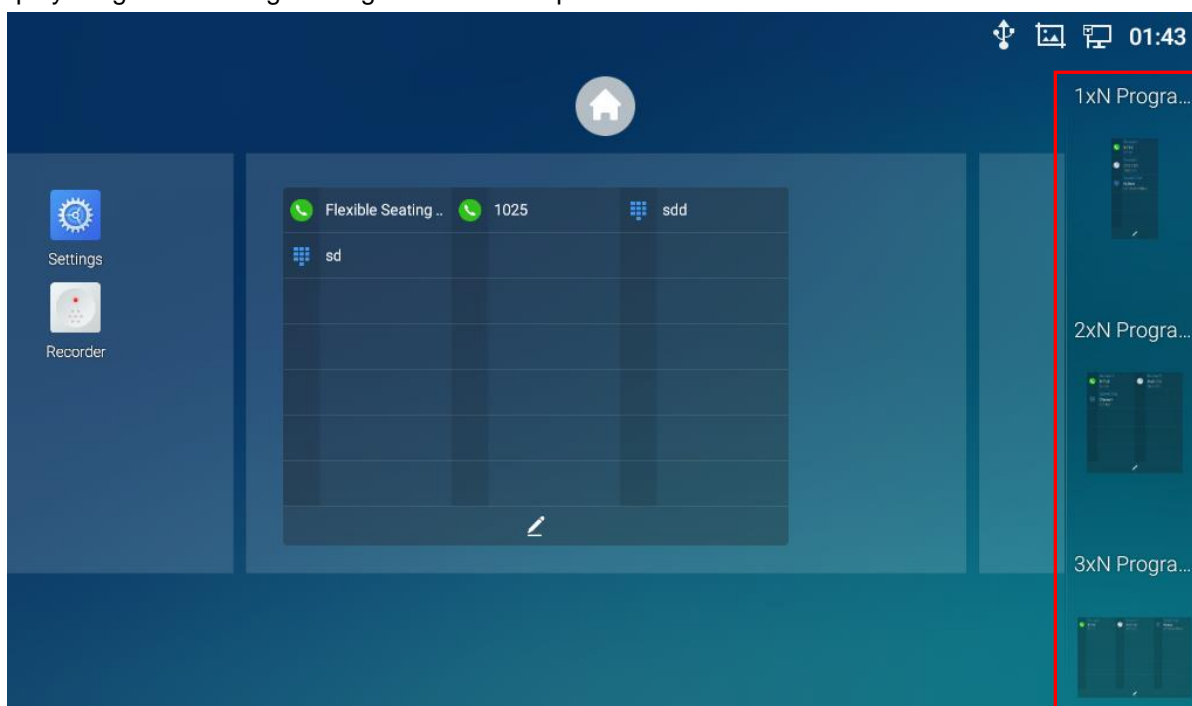 01:43
1xN Progra...
Flexible Seating ..
1025
sdd
Settings
sd
2xN Progra...
Recorder
3xN Progra...